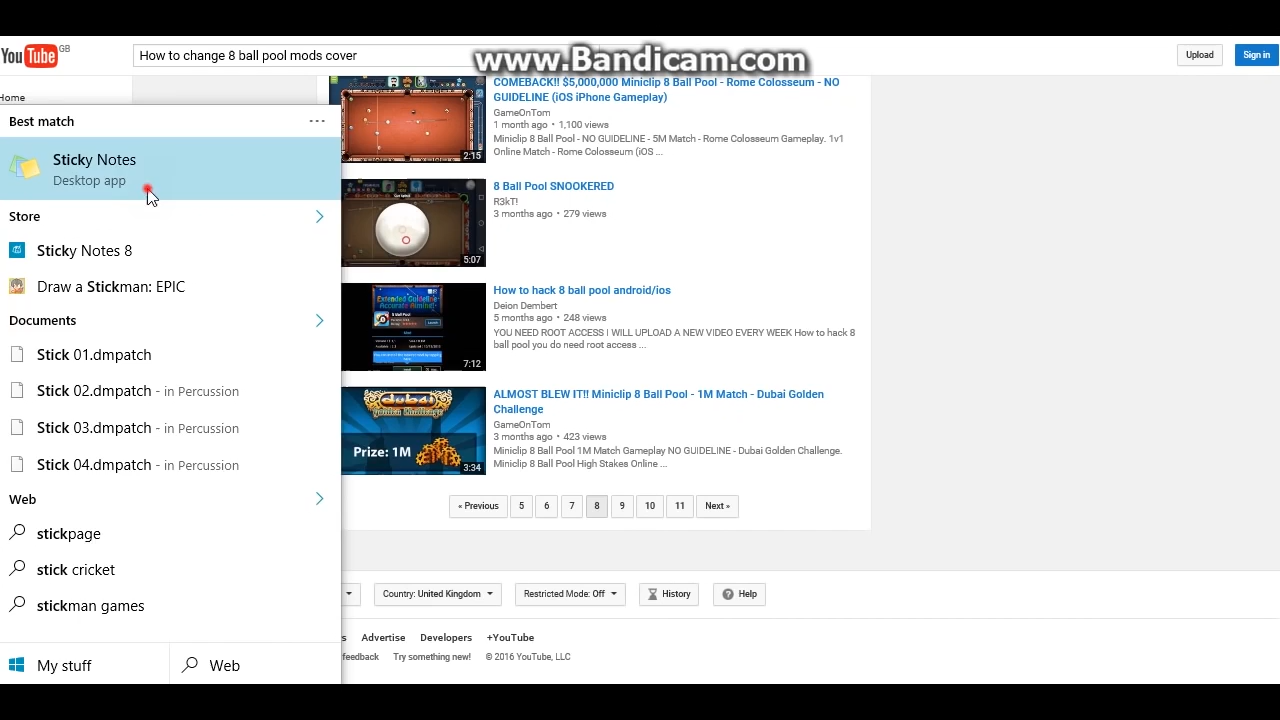 www.Bandicam.com
YouTube GB
How to change 8 ball pool mods cover
Upload
Sign in
Home
Best match
Sticky Notes
Desktop app
Store
Sticky Notes 8
Draw a Stickman: EPIC
Documents
Stick 01.dmpatch
Stick 02.dmpatch - in Percussion
Stick 03.dmpatch - in Percussion
Stick 04.dmpatch - in Percussion
Web
stickpage
stick cricket
stickman games
My stuff
Web
COMEBACK!! $5,000,000 Miniclip 8 Ball Pool - Rome Colosseum - NO
GUIDELINE (iOS iPhone Gameplay)
GameOnTom
1 month ago • 1,100 views
Miniclip 8 Ball Pool - NO GUIDELINE - 5M Match - Rome Colosseum Gameplay. 1v1
Online Match - Rome Colosseum (iOS ...
2:15
8 Ball Pool SNOOKERED
R3kT!
3 months ago • 279 views
5:07
How to hack 8 ball pool android/ios
Deion Dembert
5 months ago • 248 views
YOU NEED ROOT ACCESS I WILL UPLOAD A NEW VIDEO EVERY WEEK How to hack 8
ball pool you do need root access ...
Extended Guideline
Accurate Aiming!
7:12
ALMOST BLEW IT!! Miniclip 8 Ball Pool - 1M Match - Dubai Golden
Challenge
GameOnTom
3 months ago • 423 views
Miniclip 8 Ball Pool 1M Match Gameplay NO GUIDELINE - Dubai Golden Challenge.
Miniclip 8 Ball Pool High Stakes Online ...
dubai
golden Challenge
Prize: 1M
3:34
« Previous 5 6 7 8 9 10 11 Next »
Country: United Kingdom
Restricted Mode: Off
History
Help
s Advertise Developers +YouTube
feedback Try something new! © 2016 YouTube, LLC